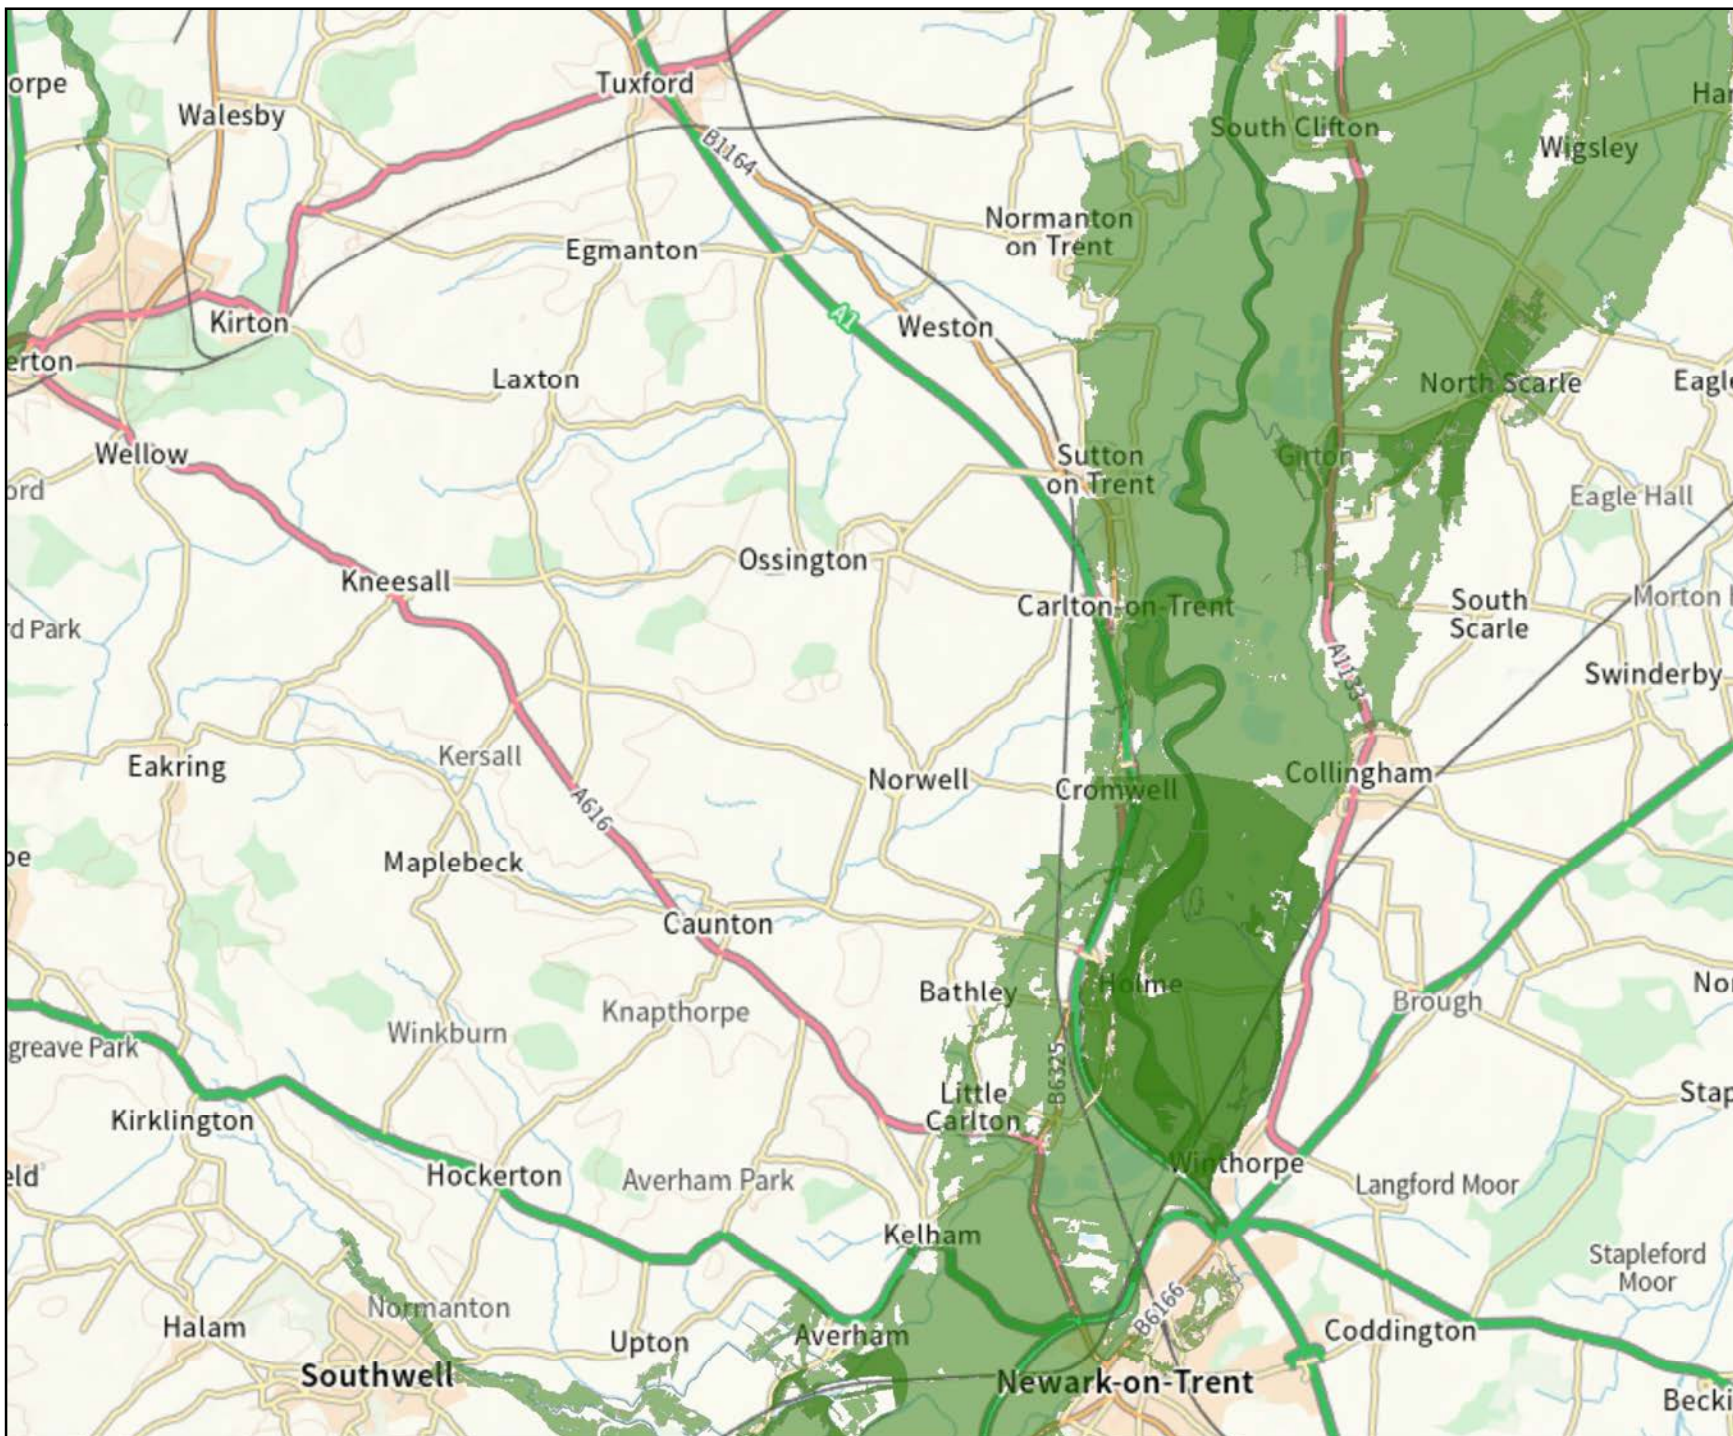 orpe
Walesby
Tuxford
B1164
South Clifton
Wigsley
Har
Normanton
on Trent
Egmanton
A1
Kirton
Weston
erton
Laxton
North Scarle
Eagle
Wellow
Sutton
on Trent
Girton
ord
Eagle Hall
Ossington
Kneesall
Carlton-on-Trent
South
Scarle
Morton
rd Park
A1133
Swinderby
Kersall
Eakring
Norwell
Cromwell
Collingham
A616
be
Maplebeck
Caunton
Bathley
Holme
Nor
Brough
Knapthorpe
Winkburn
greave Park
B6325
Little
Carlton
Stap
Kirklington
Hockerton
Averham Park
Winthorpe
Langford Moor
eld
Kelham
Stapleford
Moor
Normanton
B6166
Halam
Upton
Averham
Coddington
Southwell
Newark-on-Trent
Becki